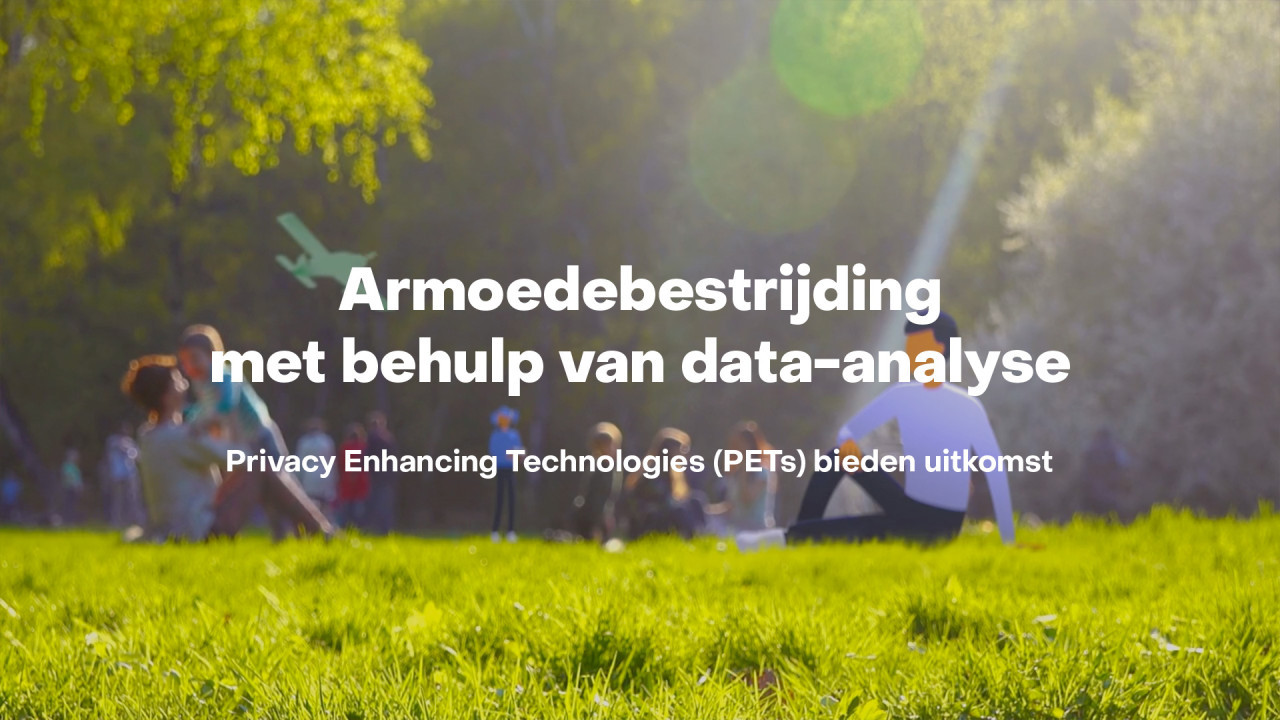 Armoedebestrijding
met behulp van data-analyse
Privacy Enhancing Technologies (PETs) bieden uitkomst